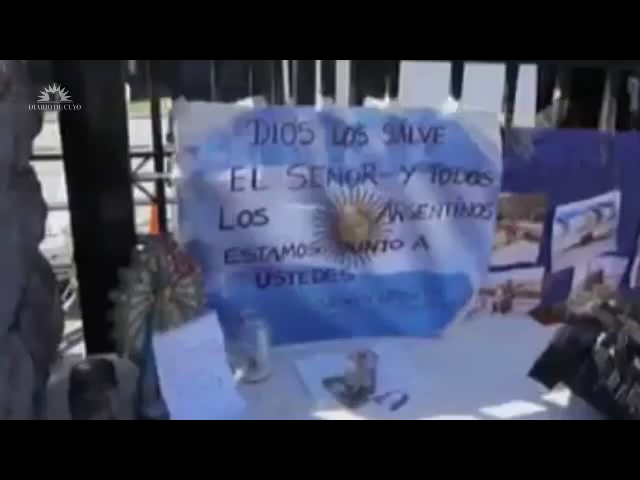 DIARIO DE CUYO
DIOS LOS SALVE
EL SEÑOR - Y TODOS
LOS ARGENTINOS
ESTAMOS JUNTO A
USTEDES